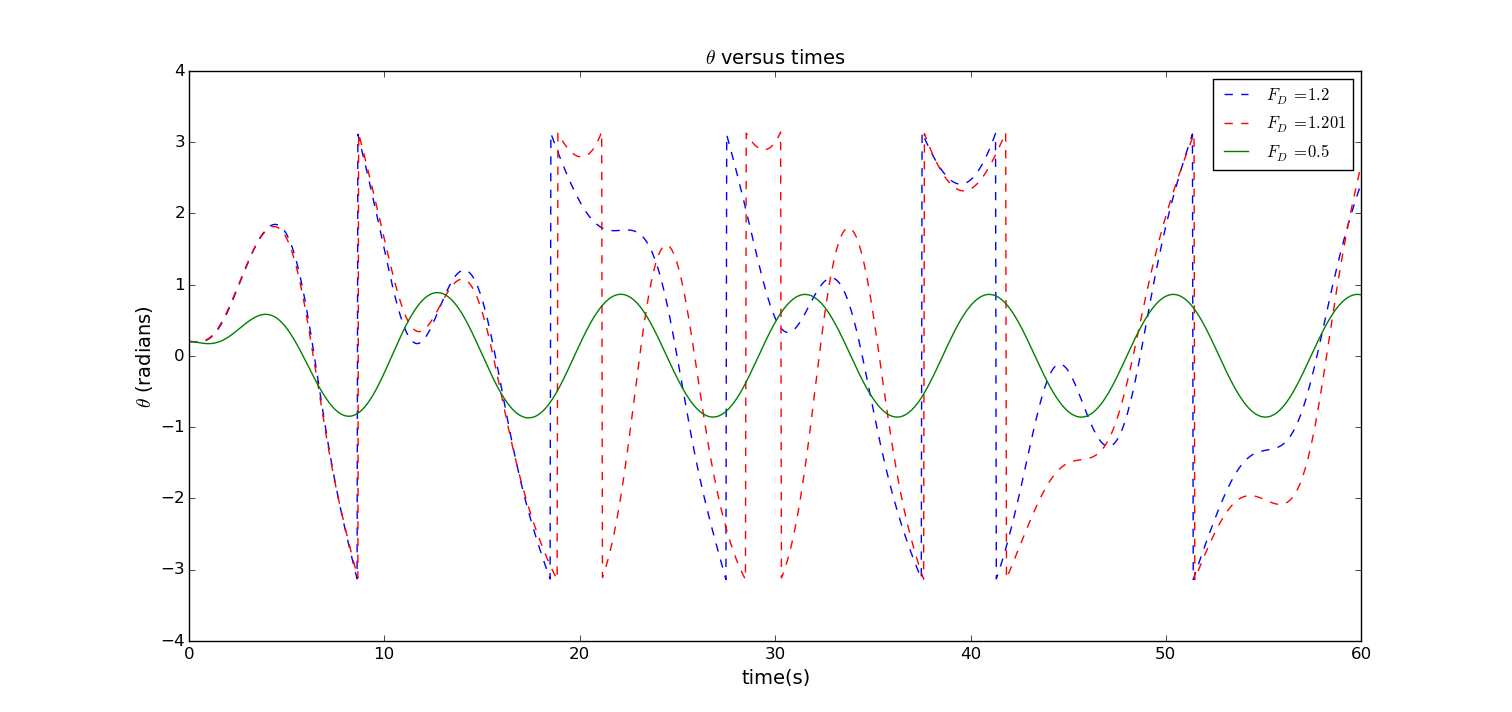 θ versus times
F_D =1.2
F_D =1.201
F_D =0.5
4
3
2
1
0
−1
−2
−3
−4
θ (radians)
0 10 20 30 40 50 60
time(s)